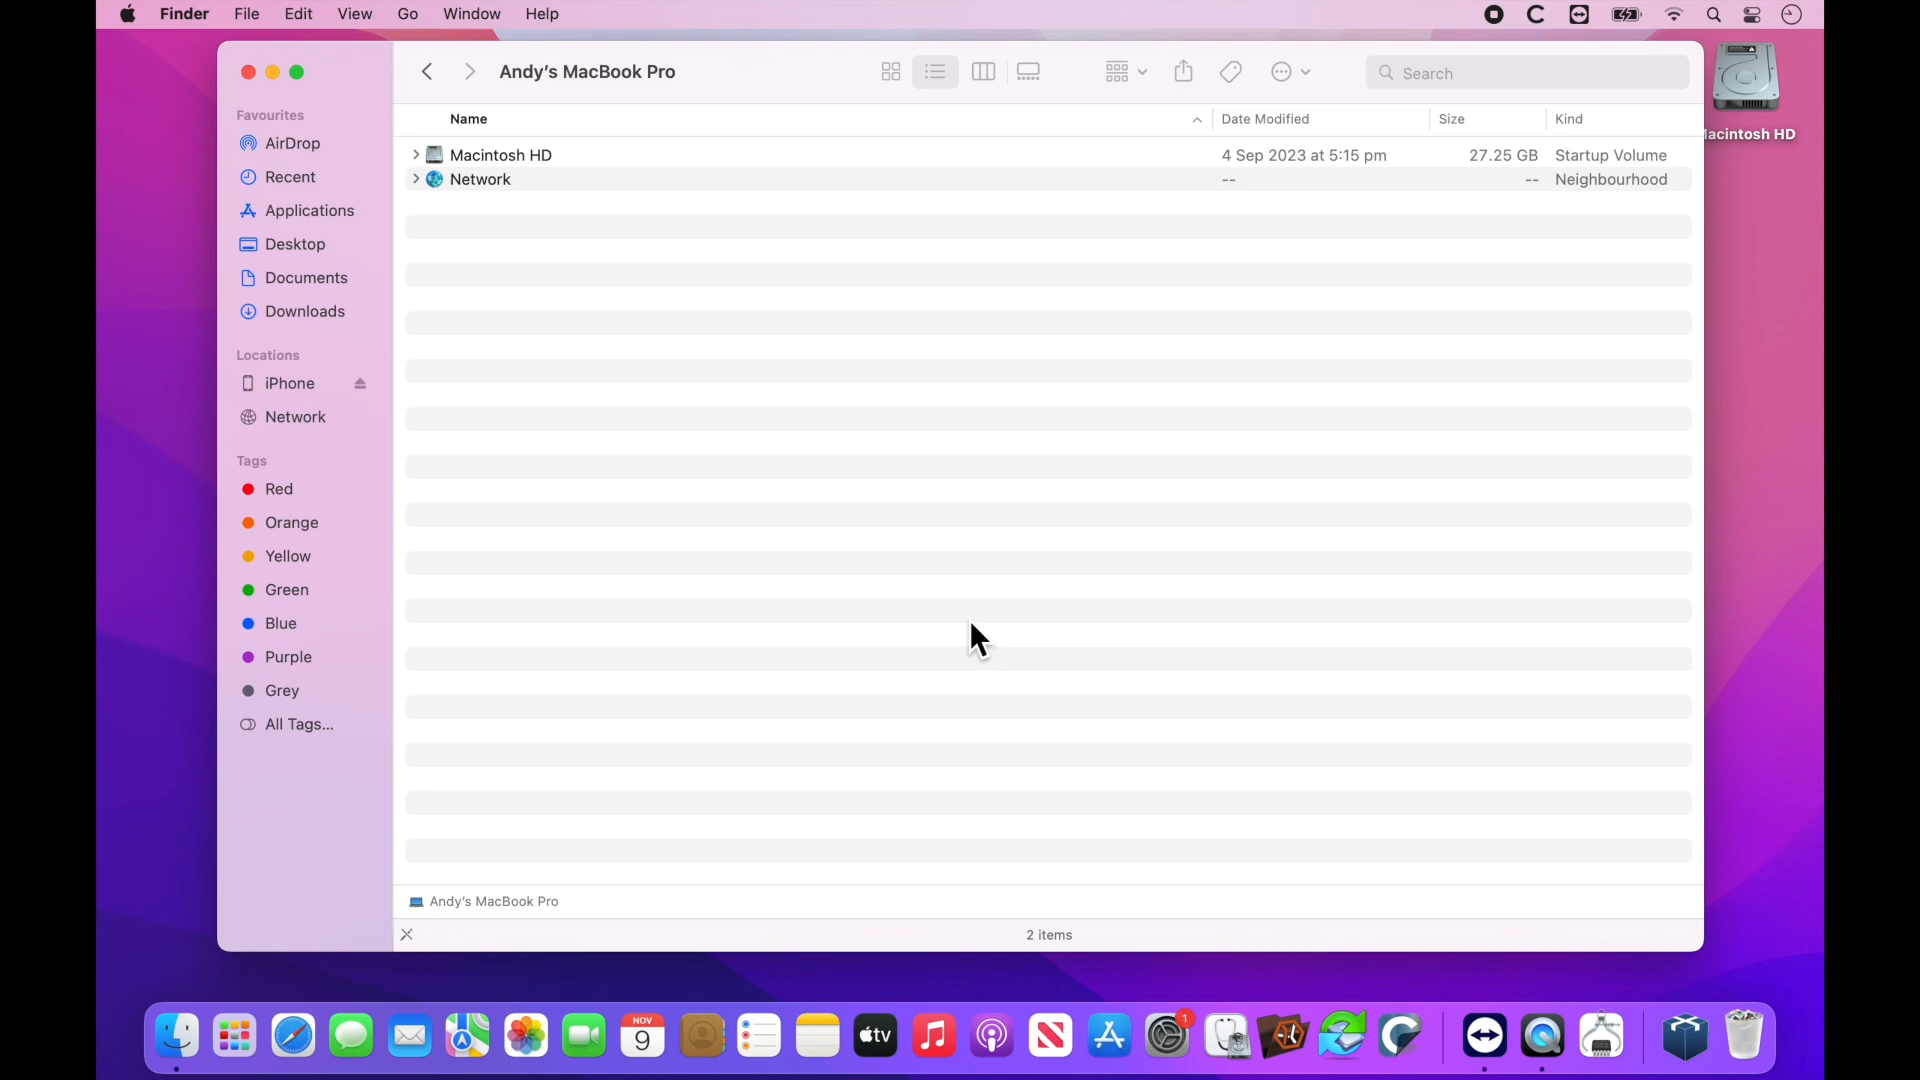 Finder File Edit View Go Window Help
Andy's MacBook Pro
Search
Favourites
AirDrop
Recent
Applications
Desktop
Documents
Downloads
Locations
iPhone
Network
Tags
Red
Orange
Yellow
Green
Blue
Purple
Grey
All Tags...
Name Date Modified Size Kind
Macintosh HD 4 Sep 2023 at 5:15 pm 27.25 GB Startup Volume
Network -- -- Neighbourhood
acintosh HD
Andy's MacBook Pro
2 items
NOV
9
tv
1